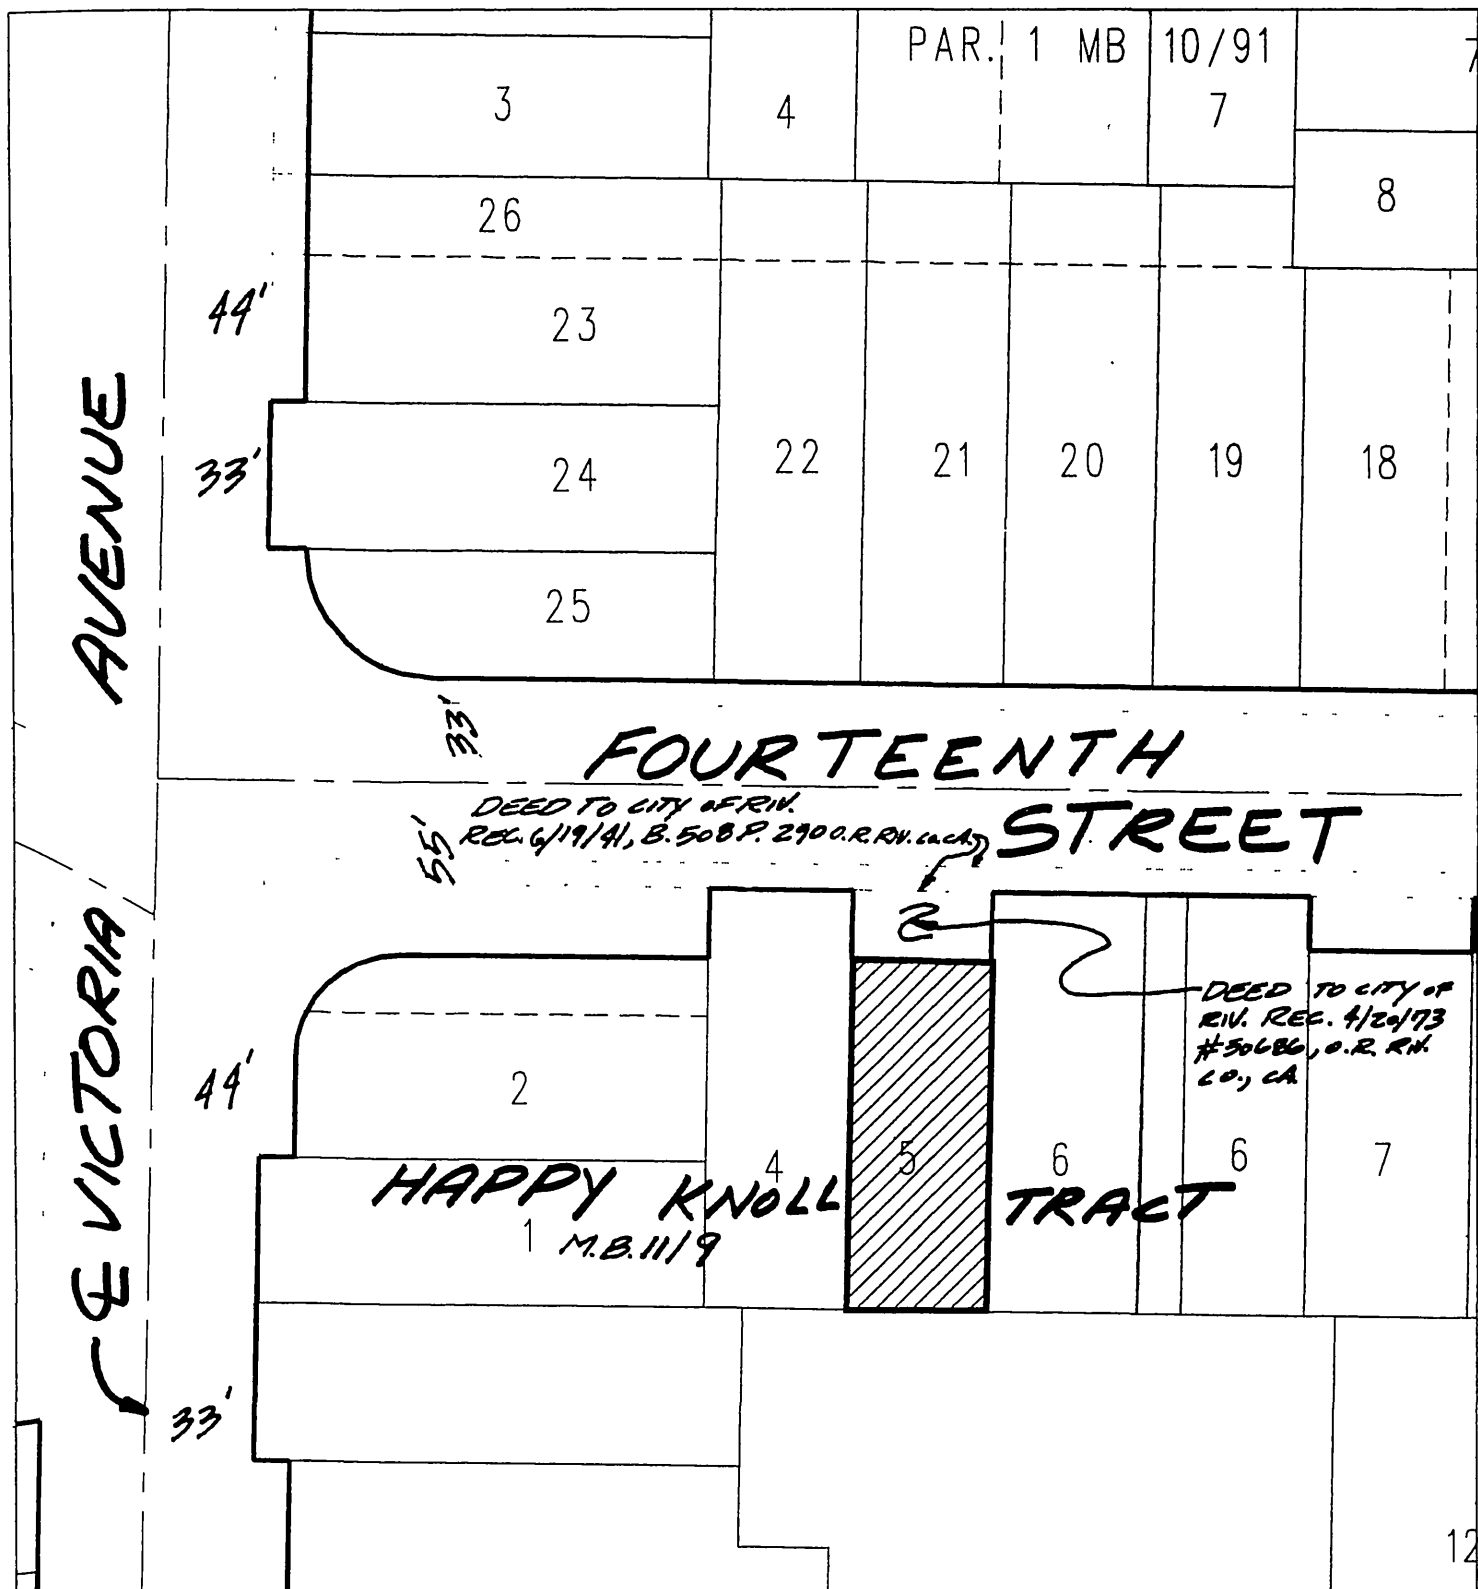 PAR. 1 MB 10/91
3
4
7
8
26
44'
23
33'
24
22
21
20
19
18
25
AVENUE
33'
FOURTEENTH
STREET
DEED TO CITY OF RIV.
REC. 6/19/41, B. 508 P. 290 O.R. RIV. Co. CA.
55'
DEED TO CITY OF
RIV. REC. 4/20/73
#50686, O.R. RIV.
CO., CA
℄ VICTORIA
44'
2
4
5
6
6
7
HAPPY KNOLL TRACT
1
M.B. 11/9
33'
12